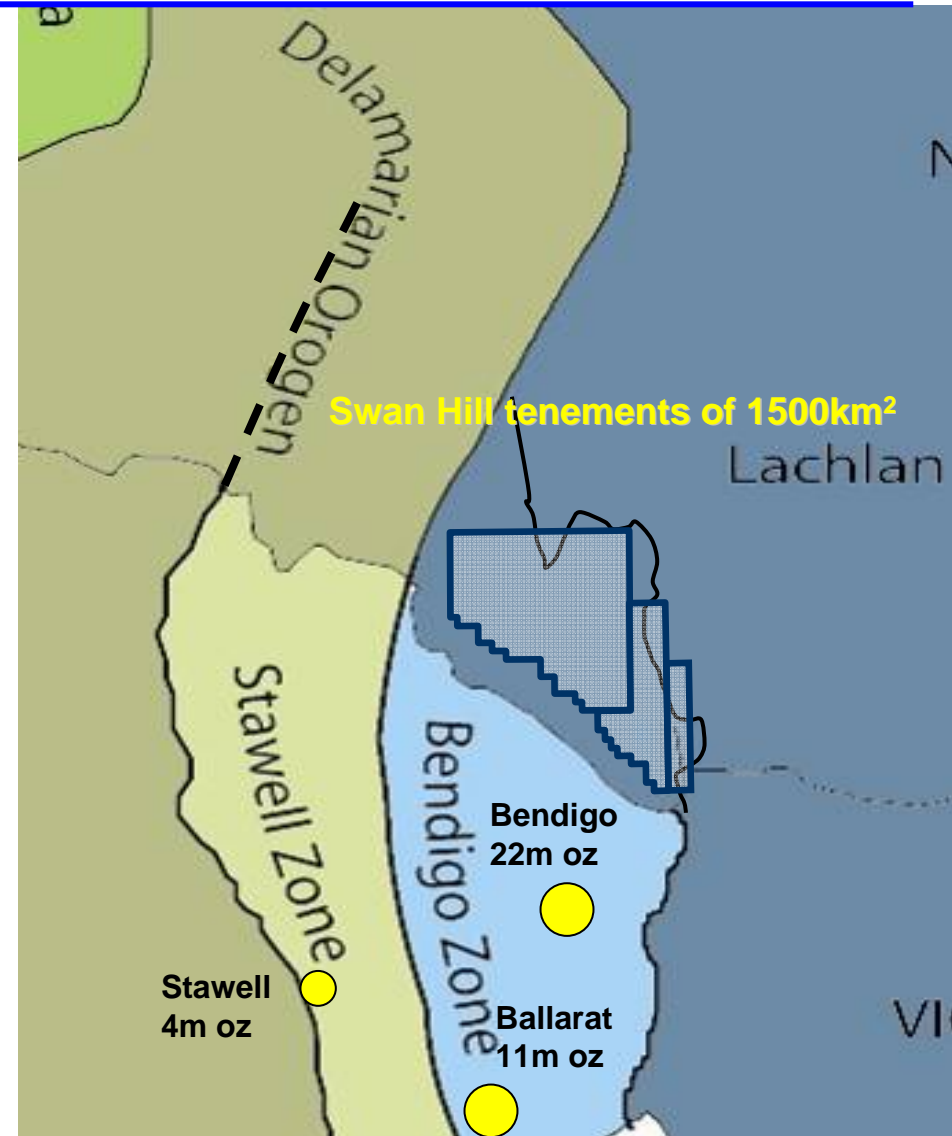 a
Delamarian Orogen
N
Swan Hill tenements of 1500km²
Lachlan
Stawell Zone
Bendigo Zone
Bendigo
22m oz
Stawell
4m oz
Ballarat
11m oz
VI